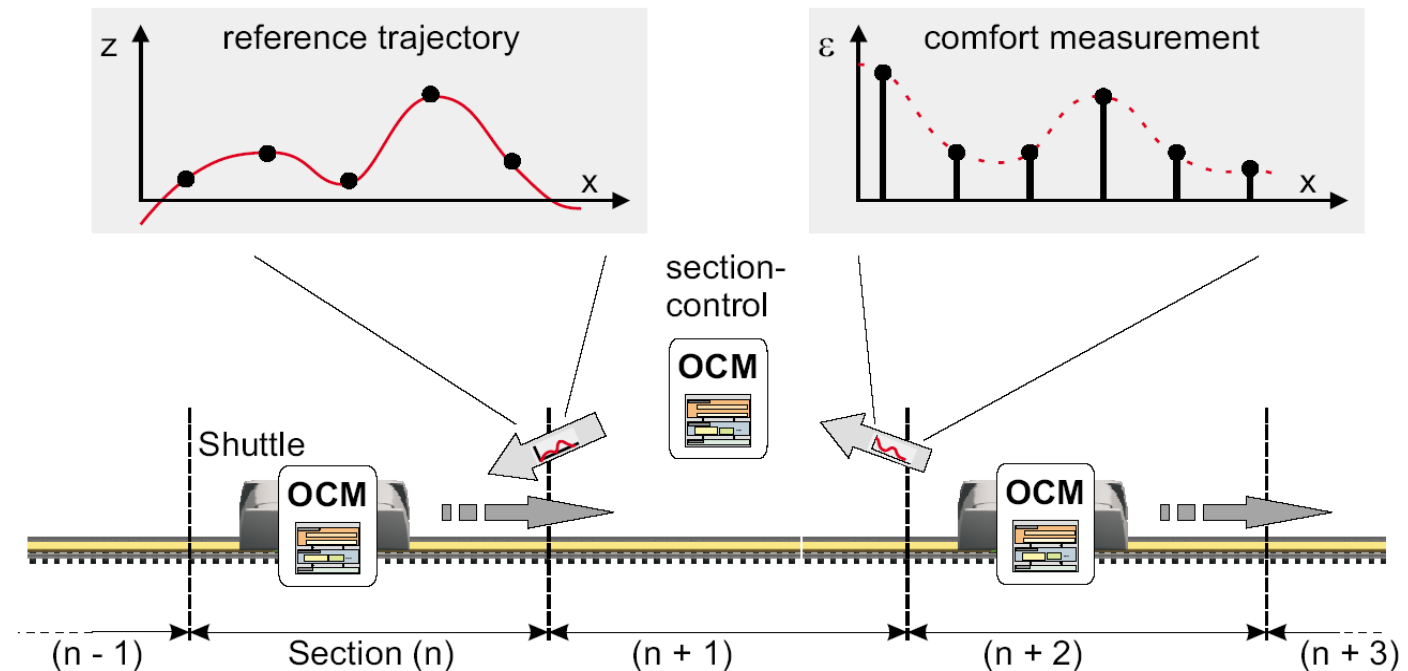 z
reference trajectory
x
ε
comfort measurement
x
section-
control
OCM
Shuttle
OCM
OCM
(n - 1)
Section (n)
(n + 1)
(n + 2)
(n + 3)